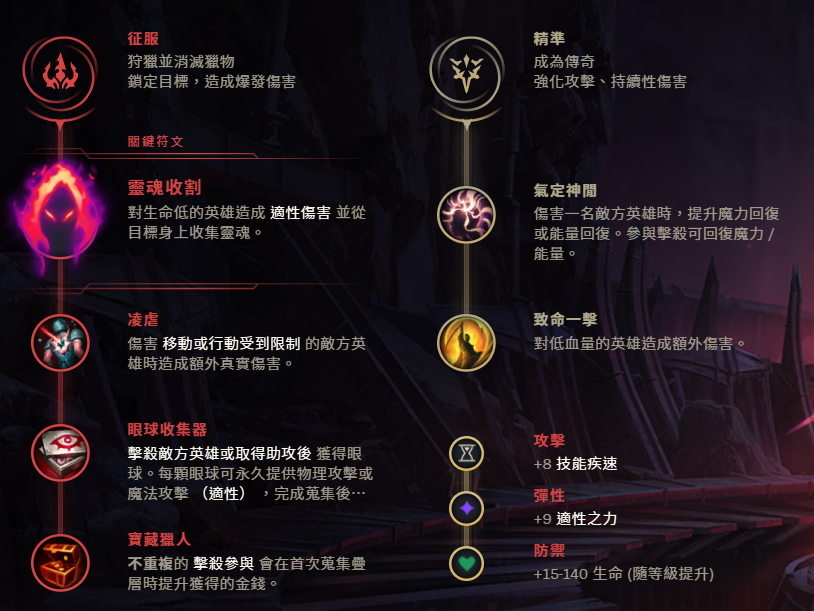 征服
狩獵並消滅獵物
鎖定目標，造成爆發傷害
關鍵符文
靈魂收割
對生命低的英雄造成 適性傷害 並從
目標身上收集靈魂。
凌虐
傷害 移動或行動受到限制 的敵方英
雄時造成額外真實傷害。
眼球收集器
擊殺敵方英雄或取得助攻後 獲得眼
球。每顆眼球可永久提供物理攻擊或
魔法攻擊 （適性） ，完成蒐集後…
寶藏獵人
不重複的 擊殺參與 會在首次蒐集疊
層時提升獲得的金錢。
精準
成為傳奇
強化攻擊、持續性傷害
氣定神閒
傷害一名敵方英雄時，提升魔力回復
或能量回復。參與擊殺可回復魔力 /
能量。
致命一擊
對低血量的英雄造成額外傷害。
攻擊
+8 技能疾速
彈性
+9 適性之力
防禦
+15-140 生命 (隨等級提升)